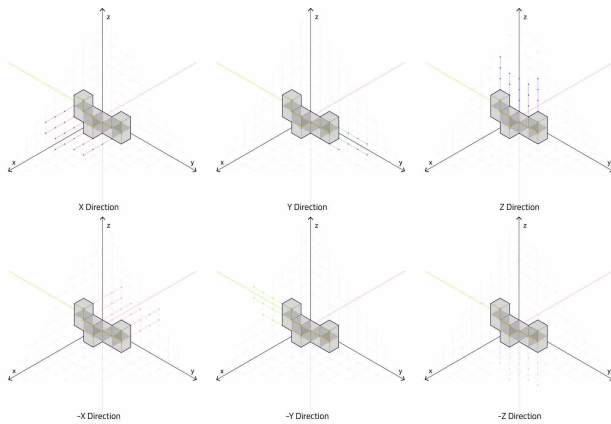 z z z
x y x y x y
X Direction Y Direction Z Direction
z z z
x y x y x y
-X Direction -Y Direction -Z Direction